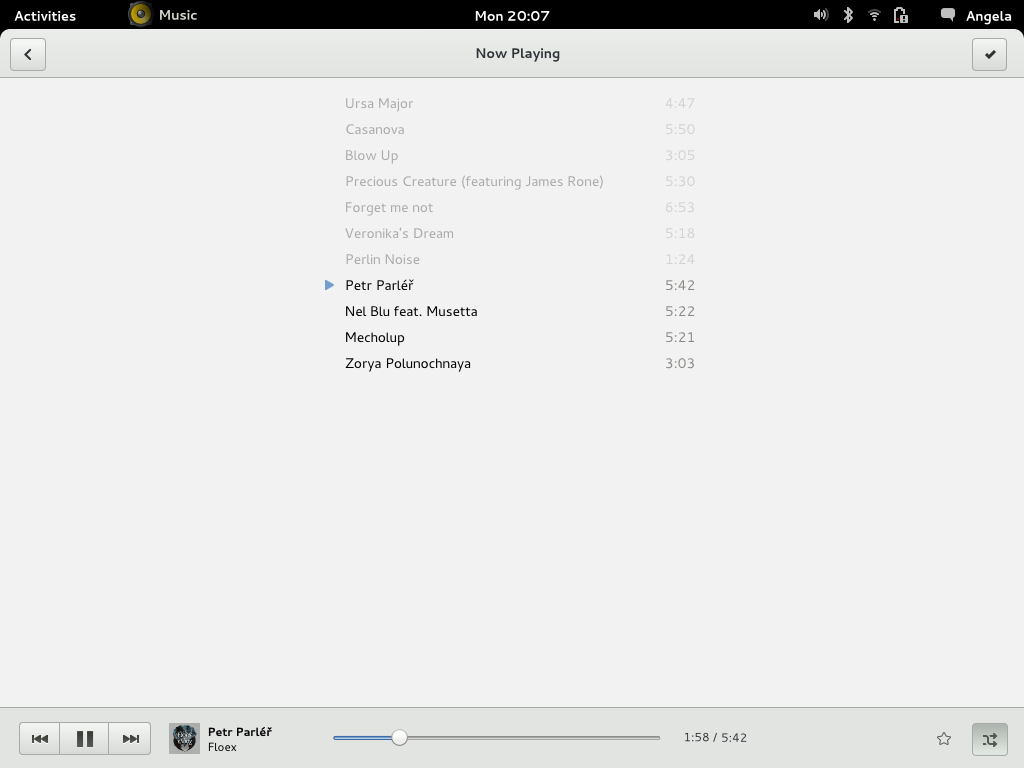 Activities Music Mon 20:07 Angela
Now Playing
Ursa Major 4:47
Casanova 5:50
Blow Up 3:05
Precious Creature (featuring James Rone) 5:30
Forget me not 6:53
Veronika's Dream 5:18
Perlin Noise 1:24
Petr Parléř 5:42
Nel Blu feat. Musetta 5:22
Mecholup 5:21
Zorya Polunochnaya 3:03
Petr Parléř
Floex
1:58 / 5:42